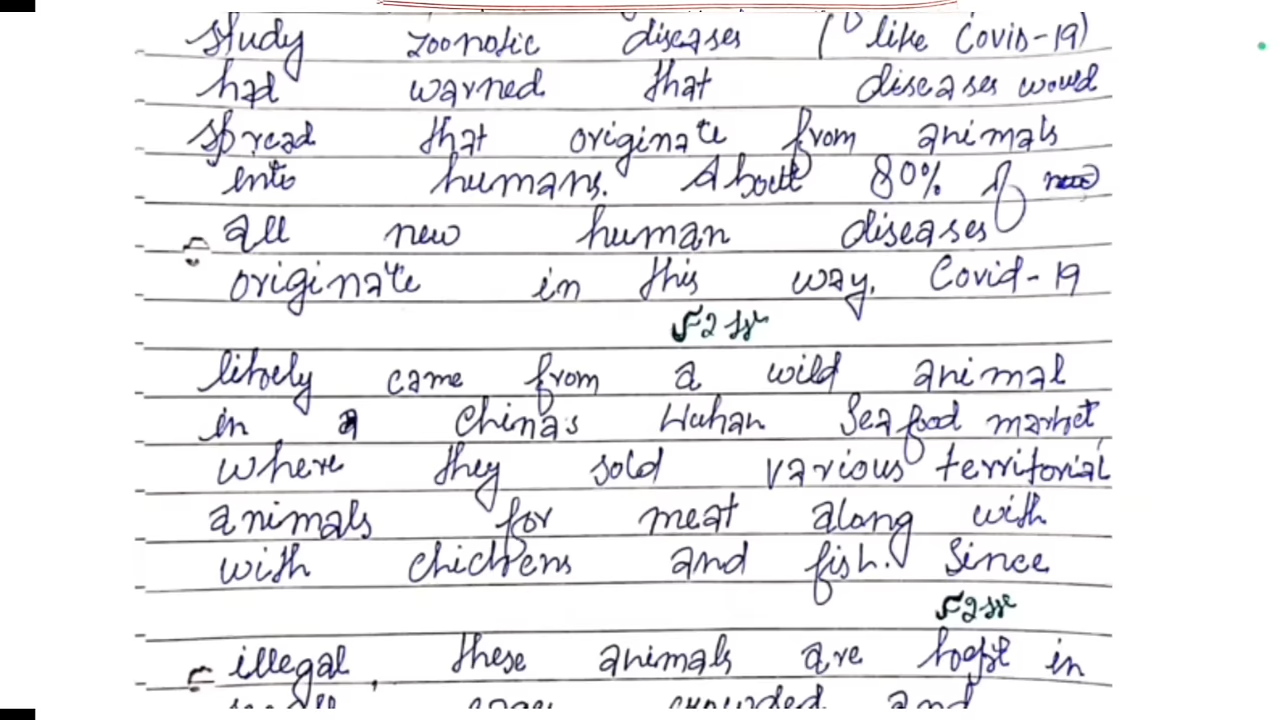 study zoonotic diseases ( like Covid-19)
had warned that diseases would
spread that originate from animals
into humans. About 80% of
all new human diseases
originate in this way. Covid-19
likely came from a wild animal
in a China's Wuhan Seafood market,
where they sold various territorial
animals for meat along with
with chickens and fish. Since
illegal, these animals are kept in
crowded and